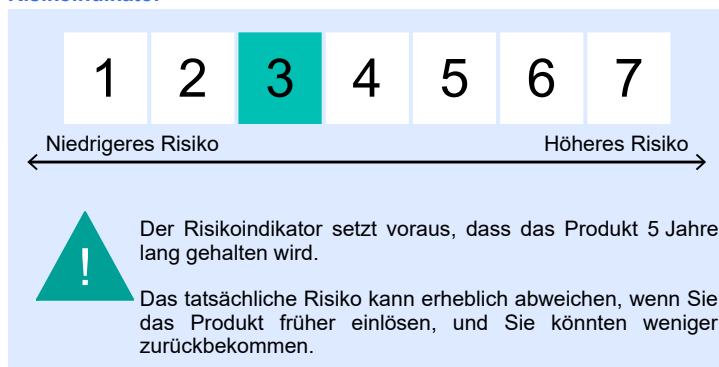 1 2 3 4 5 6 7
Niedrigeres Risiko Höheres Risiko
!
Der Risikoindikator setzt voraus, dass das Produkt 5 Jahre
lang gehalten wird.
Das tatsächliche Risiko kann erheblich abweichen, wenn Sie
das Produkt früher einlösen, und Sie könnten weniger
zurückbekommen.